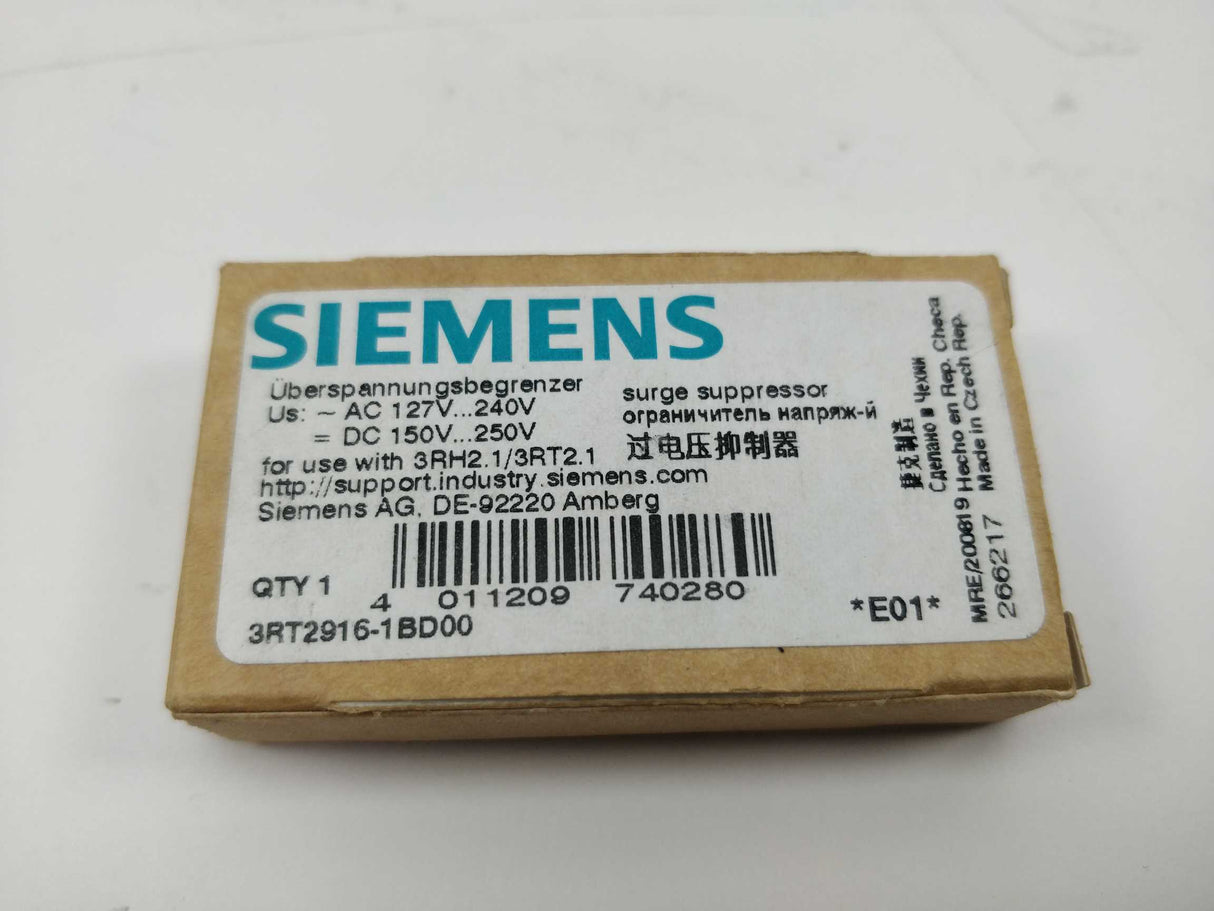 SIEMENS
Überspannungsbegrenzer
surge suppressor
Us: ~ AC 127V...240V
ограничитель напряж-й
= DC 150V...250V
过电压抑制器
for use with 3RH2.1/3RT2.1
http://support.industry.siemens.com
Siemens AG, DE-92220 Amberg
QTY 1
4 011209 740280
3RT2916-1BD00
*E01*
捷克制造
Сделано в Чехии
Hecho en Rep. Checa
Made in Czech Rep.
MRE/200619
266217